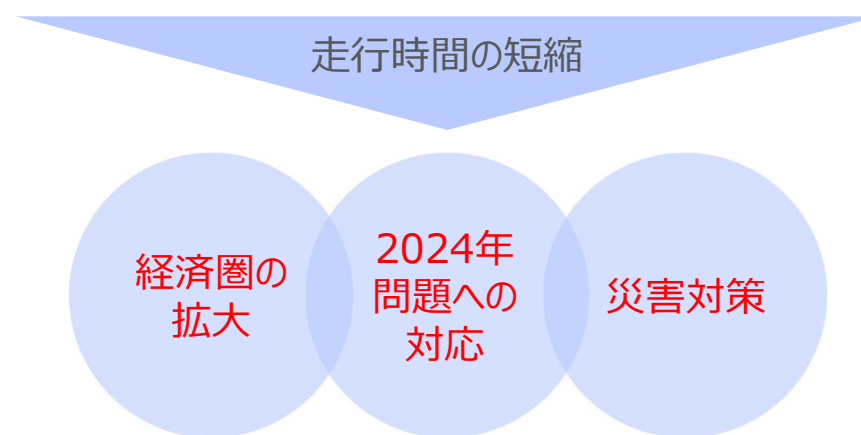 走行時間の短縮
経済圏の
拡大
2024年
問題への
対応
災害対策